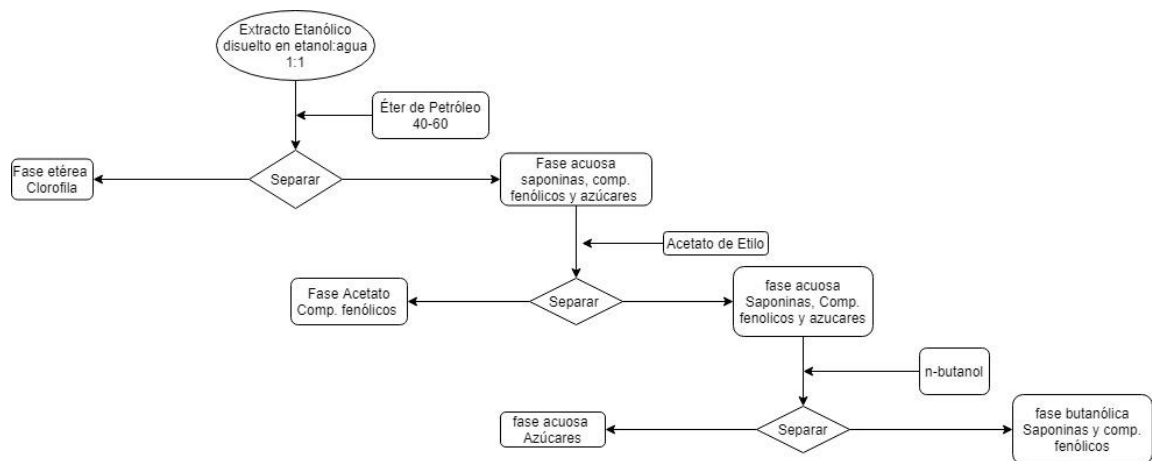 Extracto Etanólico
disuelto en etanol:agua
1:1
Éter de Petróleo
40-60
Fase etérea
Clorofila
Separar
Fase acuosa
saponinas, comp.
fenólicos y azúcares
Acetato de Etilo
Fase Acetato
Comp. fenólicos
Separar
fase acuosa
Saponinas, Comp.
fenolicos y azucares
n-butanol
fase acuosa
Azúcares
Separar
fase butanólica
Saponinas y comp.
fenólicos